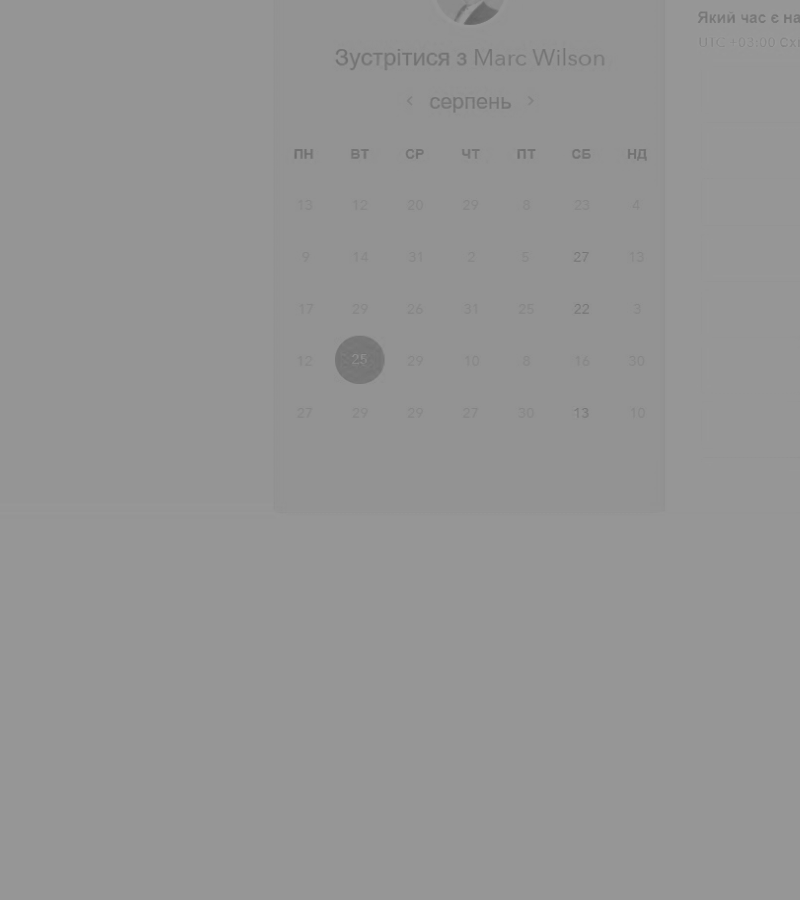 Який час є на
UTC +03:00 Схі
Зустрітися з Marc Wilson
серпень
ПН ВТ СР ЧТ ПТ СБ НД
13 12 20 29 8 23 4
9 14 31 2 5 27 13
17 29 26 31 25 22 3
12 25 29 10 8 16 30
27 29 29 27 30 13 10